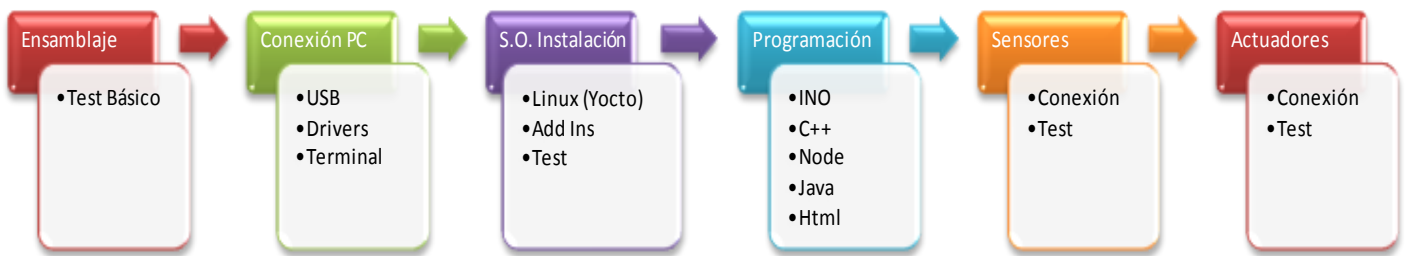 Ensamblaje
•Test Básico
Conexión PC
•USB
•Drivers
•Terminal
S.O. Instalación
•Linux (Yocto)
•Add Ins
•Test
Programación
•INO
•C++
•Node
•Java
•Html
Sensores
•Conexión
•Test
Actuadores
•Conexión
•Test